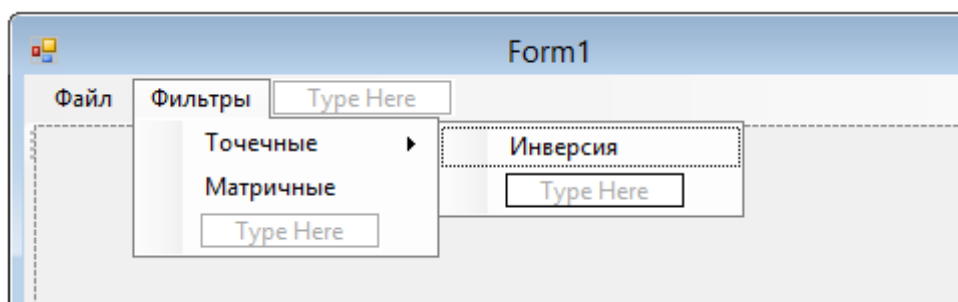 Form1
Файл Фильтры Type Here
Точечные Инверсия
Матричные Type Here
Type Here